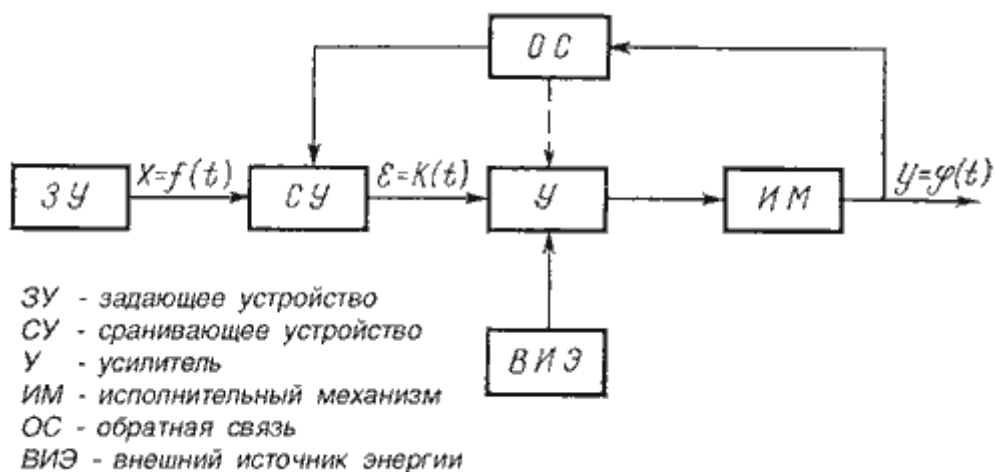 ОС
ЗУ
X=f(t)
СУ
ε=K(t)
У
ИМ
y=φ(t)
ВИЭ
ЗУ - задающее устройство
СУ - сранивающее устройство
У - усилитель
ИМ - исполнительный механизм
ОС - обратная связь
ВИЭ - внешний источник энергии